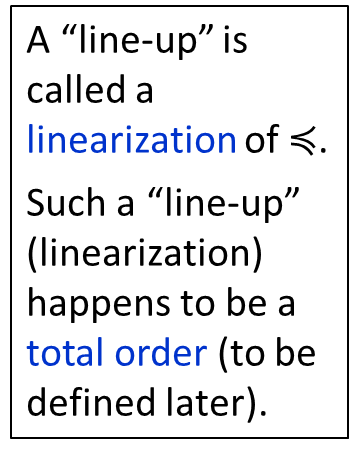 A “line-up” is
called a
linearization of ≼.
Such a “line-up”
(linearization)
happens to be a
total order (to be
defined later).